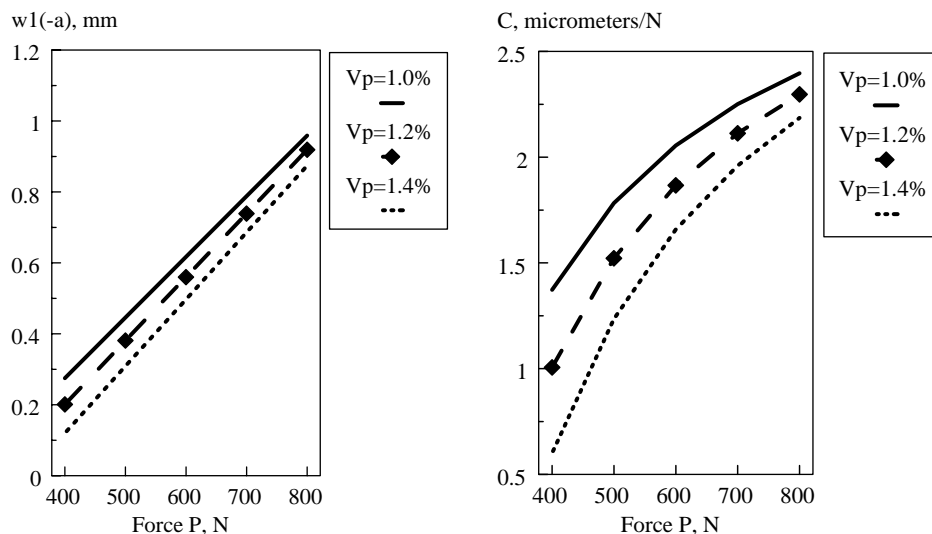 w1(-a), mm
1.2
1
0.8
0.6
0.4
0.2
0
400 500 600 700 800
Force P, N
Vp=1.0%
Vp=1.2%
Vp=1.4%
C, micrometers/N
2.5
2
1.5
1
0.5
400 500 600 700 800
Force P, N
Vp=1.0%
Vp=1.2%
Vp=1.4%